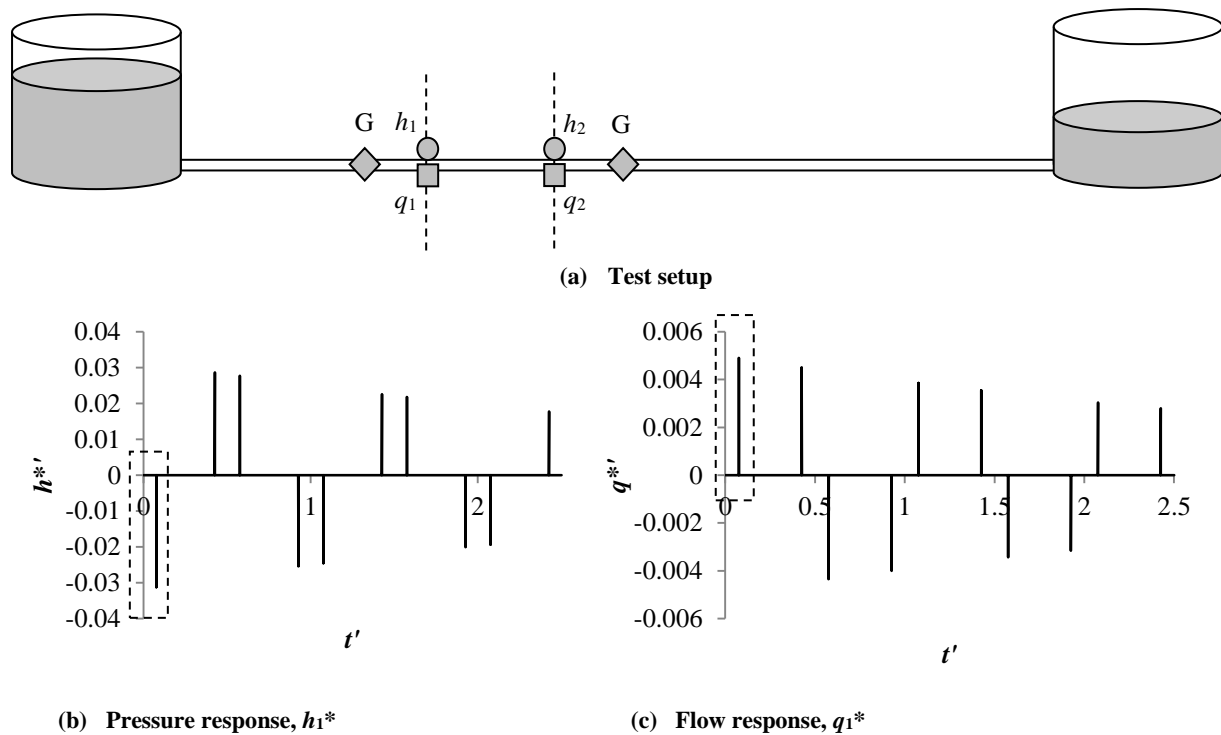 G
h1
h2
G
q1
q2
(a) Test setup
0.04
0.03
0.02
0.01
0
-0.01
-0.02
-0.03
-0.04
0
1
2
h*'
t'
0.006
0.004
0.002
0
-0.002
-0.004
-0.006
0
0.5
1
1.5
2
2.5
q*'
t'
(b) Pressure response, h1*
(c) Flow response, q1*